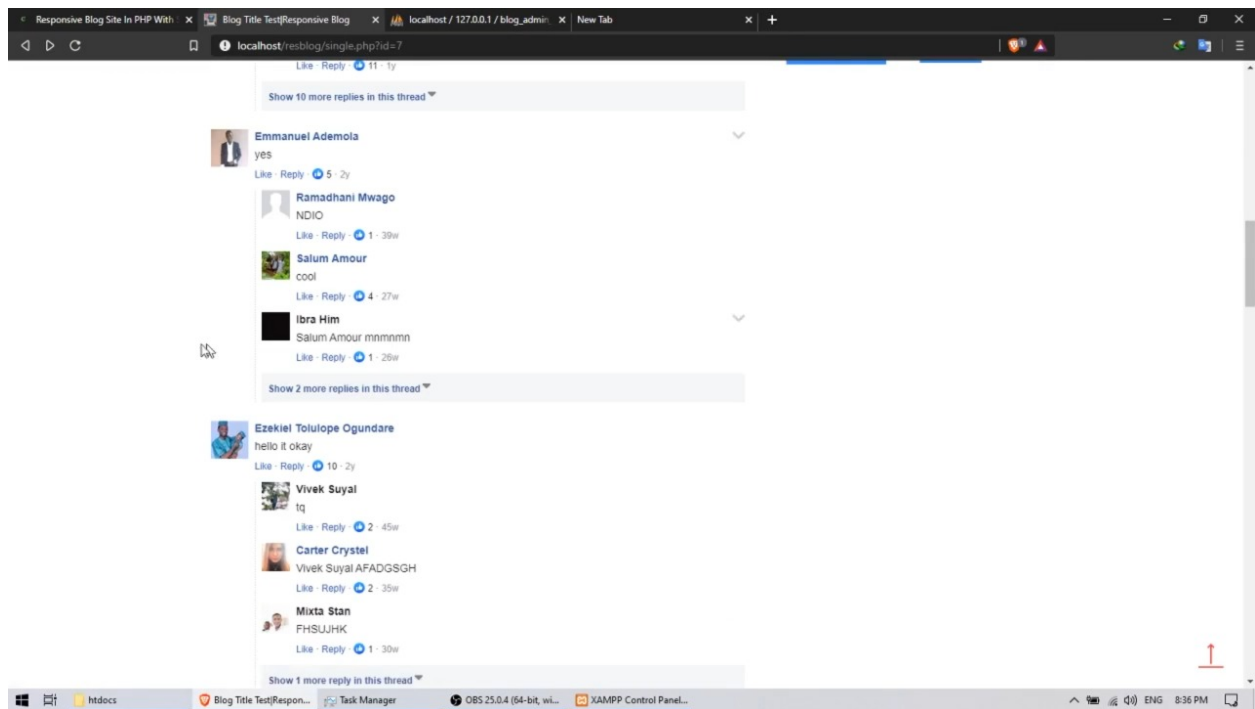 Responsive Blog Site In PHP With
Blog Title Test|Responsive Blog
localhost / 127.0.0.1 / blog_admin
New Tab
localhost/resblog/single.php?id=7
Like · Reply · 11 · 1y
Show 10 more replies in this thread
Emmanuel Ademola
yes
Like · Reply · 5 · 2y
Ramadhani Mwago
NDIO
Like · Reply · 1 · 39w
Salum Amour
cool
Like · Reply · 4 · 27w
Ibra Him
Salum Amour mnmnmn
Like · Reply · 1 · 26w
Show 2 more replies in this thread
Ezekiel Tolulope Ogundare
hello it okay
Like · Reply · 10 · 2y
Vivek Suyal
tq
Like · Reply · 2 · 45w
Carter Crystel
Vivek Suyal AFADGSGH
Like · Reply · 2 · 35w
Mixta Stan
FHSUJHK
Like · Reply · 1 · 30w
Show 1 more reply in this thread
htdocs
Blog Title Test|Respon...
Task Manager
OBS 25.0.4 (64-bit, wi...
XAMPP Control Panel...
ENG
8:36 PM